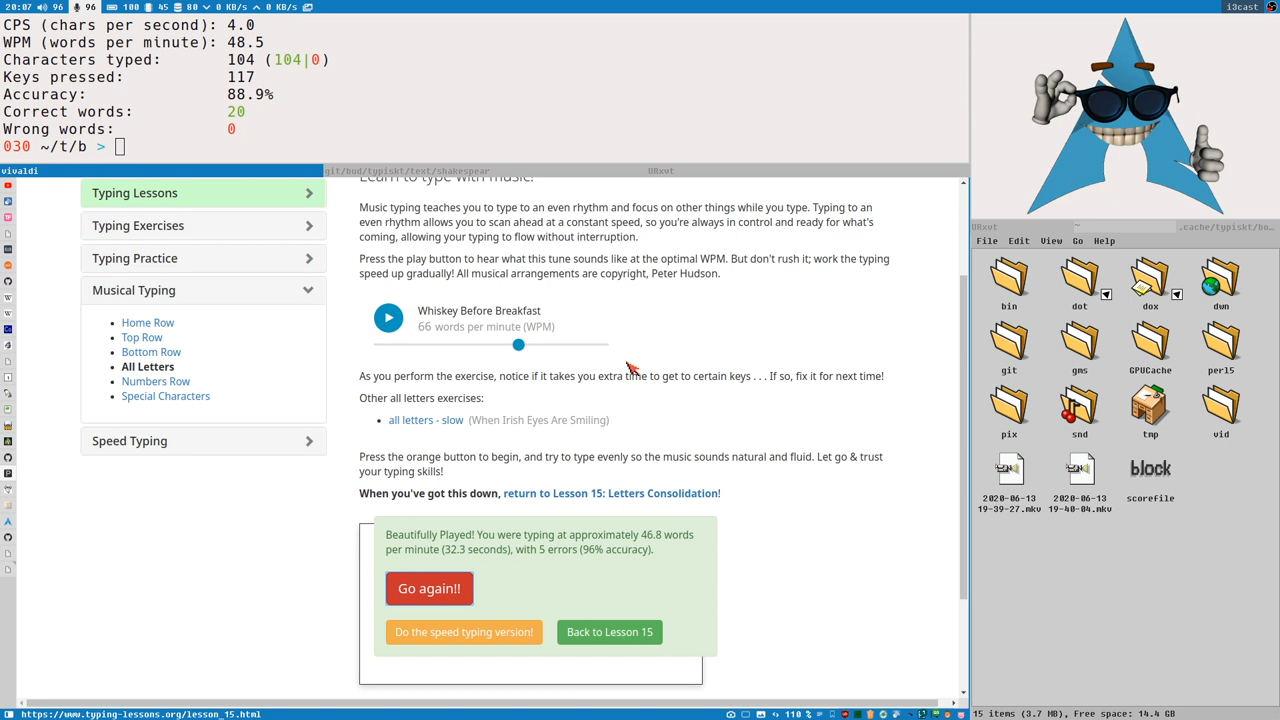 20:07 96 96 100 45 80 0 KB/s 0 KB/s i3cast
CPS (chars per second): 4.0
WPM (words per minute): 48.5
Characters typed: 104 (104|0)
Keys pressed: 117
Accuracy: 88.9%
Correct words: 20
Wrong words: 0
030 ~/t/b >
vivaldi git/bud/typiskt/text/shakespear URxvt
Learn to type with music!
Typing Lessons
Typing Exercises
Typing Practice
Musical Typing
Home Row
Top Row
Bottom Row
All Letters
Numbers Row
Special Characters
Speed Typing
Music typing teaches you to type to an even rhythm and focus on other things while you type. Typing to an
even rhythm allows you to scan ahead at a constant speed, so you're always in control and ready for what's
coming, allowing your typing to flow without interruption.
Press the play button to hear what this tune sounds like at the optimal WPM. But don't rush it; work the typing
speed up gradually! All musical arrangements are copyright, Peter Hudson.
Whiskey Before Breakfast
66 words per minute (WPM)
As you perform the exercise, notice if it takes you extra time to get to certain keys . . . If so, fix it for next time!
Other all letters exercises:
all letters - slow (When Irish Eyes Are Smiling)
Press the orange button to begin, and try to type evenly so the music sounds natural and fluid. Let go & trust
your typing skills!
When you've got this down, return to Lesson 15: Letters Consolidation!
Beautifully Played! You were typing at approximately 46.8 words
per minute (32.3 seconds), with 5 errors (96% accuracy).
Go again!!
Do the speed typing version! Back to Lesson 15
URxvt ~ .cache/typiskt/bo...
File Edit View Go Help
bin dot dox dwn
git gms GPUCache perl5
pix snd tmp vid
2020-06-13
19-39-27.mkv
2020-06-13
19-40-04.mkv
block
scorefile
https://www.typing-lessons.org/lesson_15.html 110 %
15 items (3.7 MB), Free space: 14.4 GB